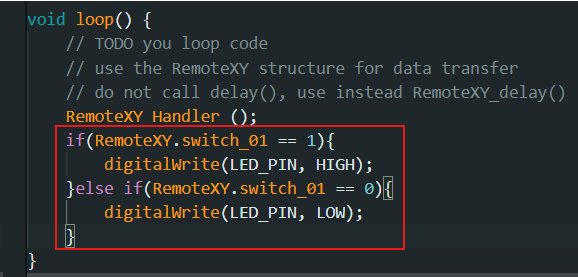 void loop() {
// TODO you loop code
// use the RemoteXY structure for data transfer
// do not call delay(), use instead RemoteXY_delay()
RemoteXY_Handler ();
if(RemoteXY.switch_01 == 1){
digitalWrite(LED_PIN, HIGH);
}else if(RemoteXY.switch_01 == 0){
digitalWrite(LED_PIN, LOW);
}
}